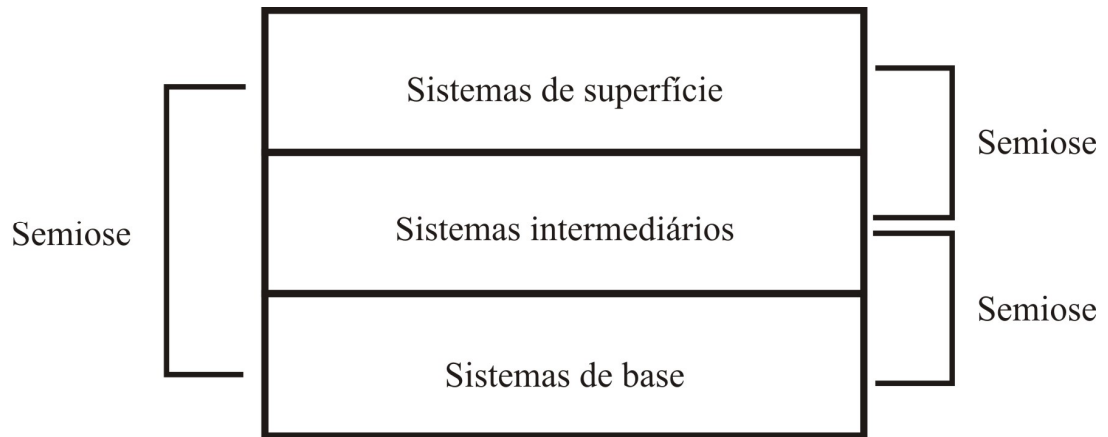 Sistemas de superfície
Semiose
Semiose
Sistemas intermediários
Semiose
Sistemas de base